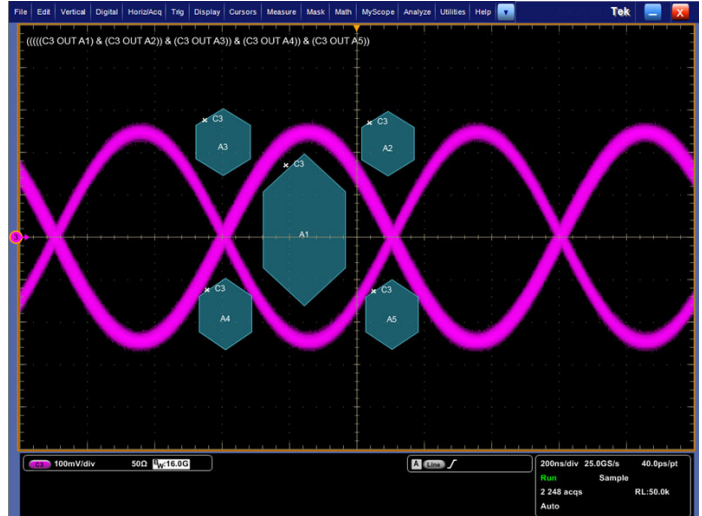 File Edit Vertical Digital Horiz/Acq Trig Display Cursors Measure Mask Math MyScope Analyze Utilities Help Tek X
(((((C3 OUT A1) & (C3 OUT A2)) & (C3 OUT A3)) & (C3 OUT A4)) & (C3 OUT A5))
C3 C3
A3 A2
C3
A1
C3 C3
A4 A5
C3 100mV/div 50Ω BW:16.0G A Line 200ns/div 25.0GS/s 40.0ps/pt
Run Sample
2 248 acqs RL:50.0k
Auto